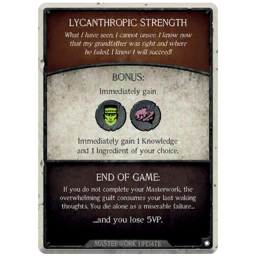 LYCANTHROPIC STRENGTH
What I have seen, I cannot unsee. I know now
that my grandfather was right and where
he failed, I know I will succeed!
BONUS:
Immediately gain
Immediately gain 1 Knowledge
and 1 Ingredient of your choice.
END OF GAME:
If you do not complete your Masterwork, the
overwhelming guilt consumes your last waking
thoughts. You die alone as a miserable failure...
...and you lose 5VP.
MASTERWORK UPDATE